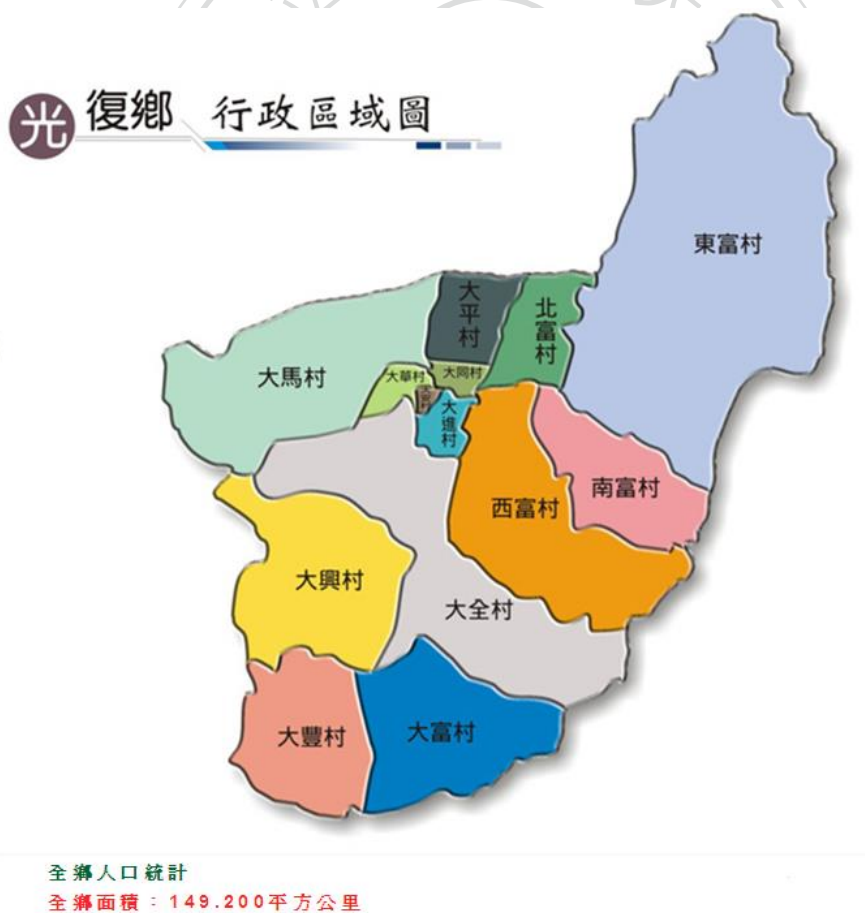 光復鄉 行政區域圖
東富村
大平村
北富村
大馬村
大華村
大同村
大進村
西富村
南富村
大興村
大全村
大豐村
大富村
全鄉人口統計
全鄉面積：149.200平方公里